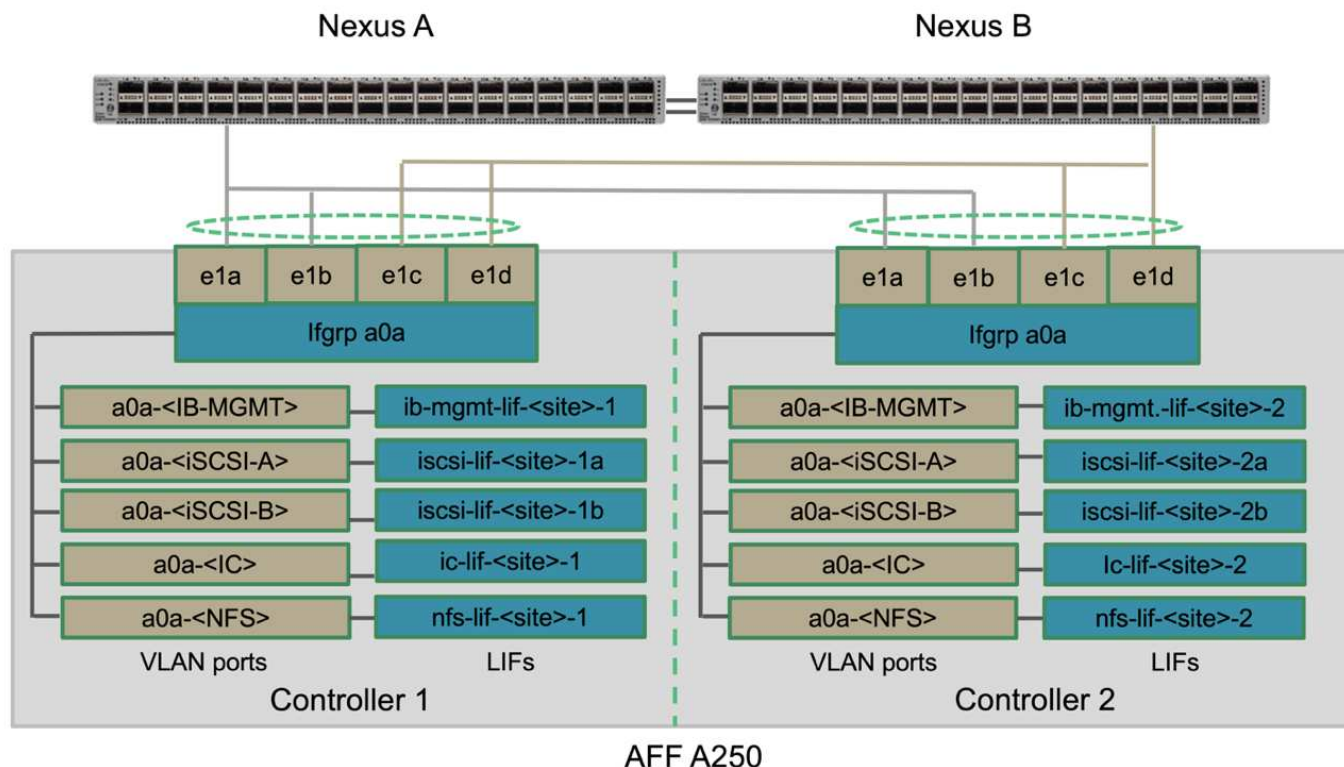 Nexus A
Nexus B
e1a e1b e1c e1d
Ifgrp a0a
a0a-<IB-MGMT> ib-mgmt-lif-<site>-1
a0a-<iSCSI-A> iscsi-lif-<site>-1a
a0a-<iSCSI-B> iscsi-lif-<site>-1b
a0a-<IC> ic-lif-<site>-1
a0a-<NFS> nfs-lif-<site>-1
VLAN ports LIFs
Controller 1
e1a e1b e1c e1d
Ifgrp a0a
a0a-<IB-MGMT> ib-mgmt.-lif-<site>-2
a0a-<iSCSI-A> iscsi-lif-<site>-2a
a0a-<iSCSI-B> iscsi-lif-<site>-2b
a0a-<IC> Ic-lif-<site>-2
a0a-<NFS> nfs-lif-<site>-2
VLAN ports LIFs
Controller 2
AFF A250